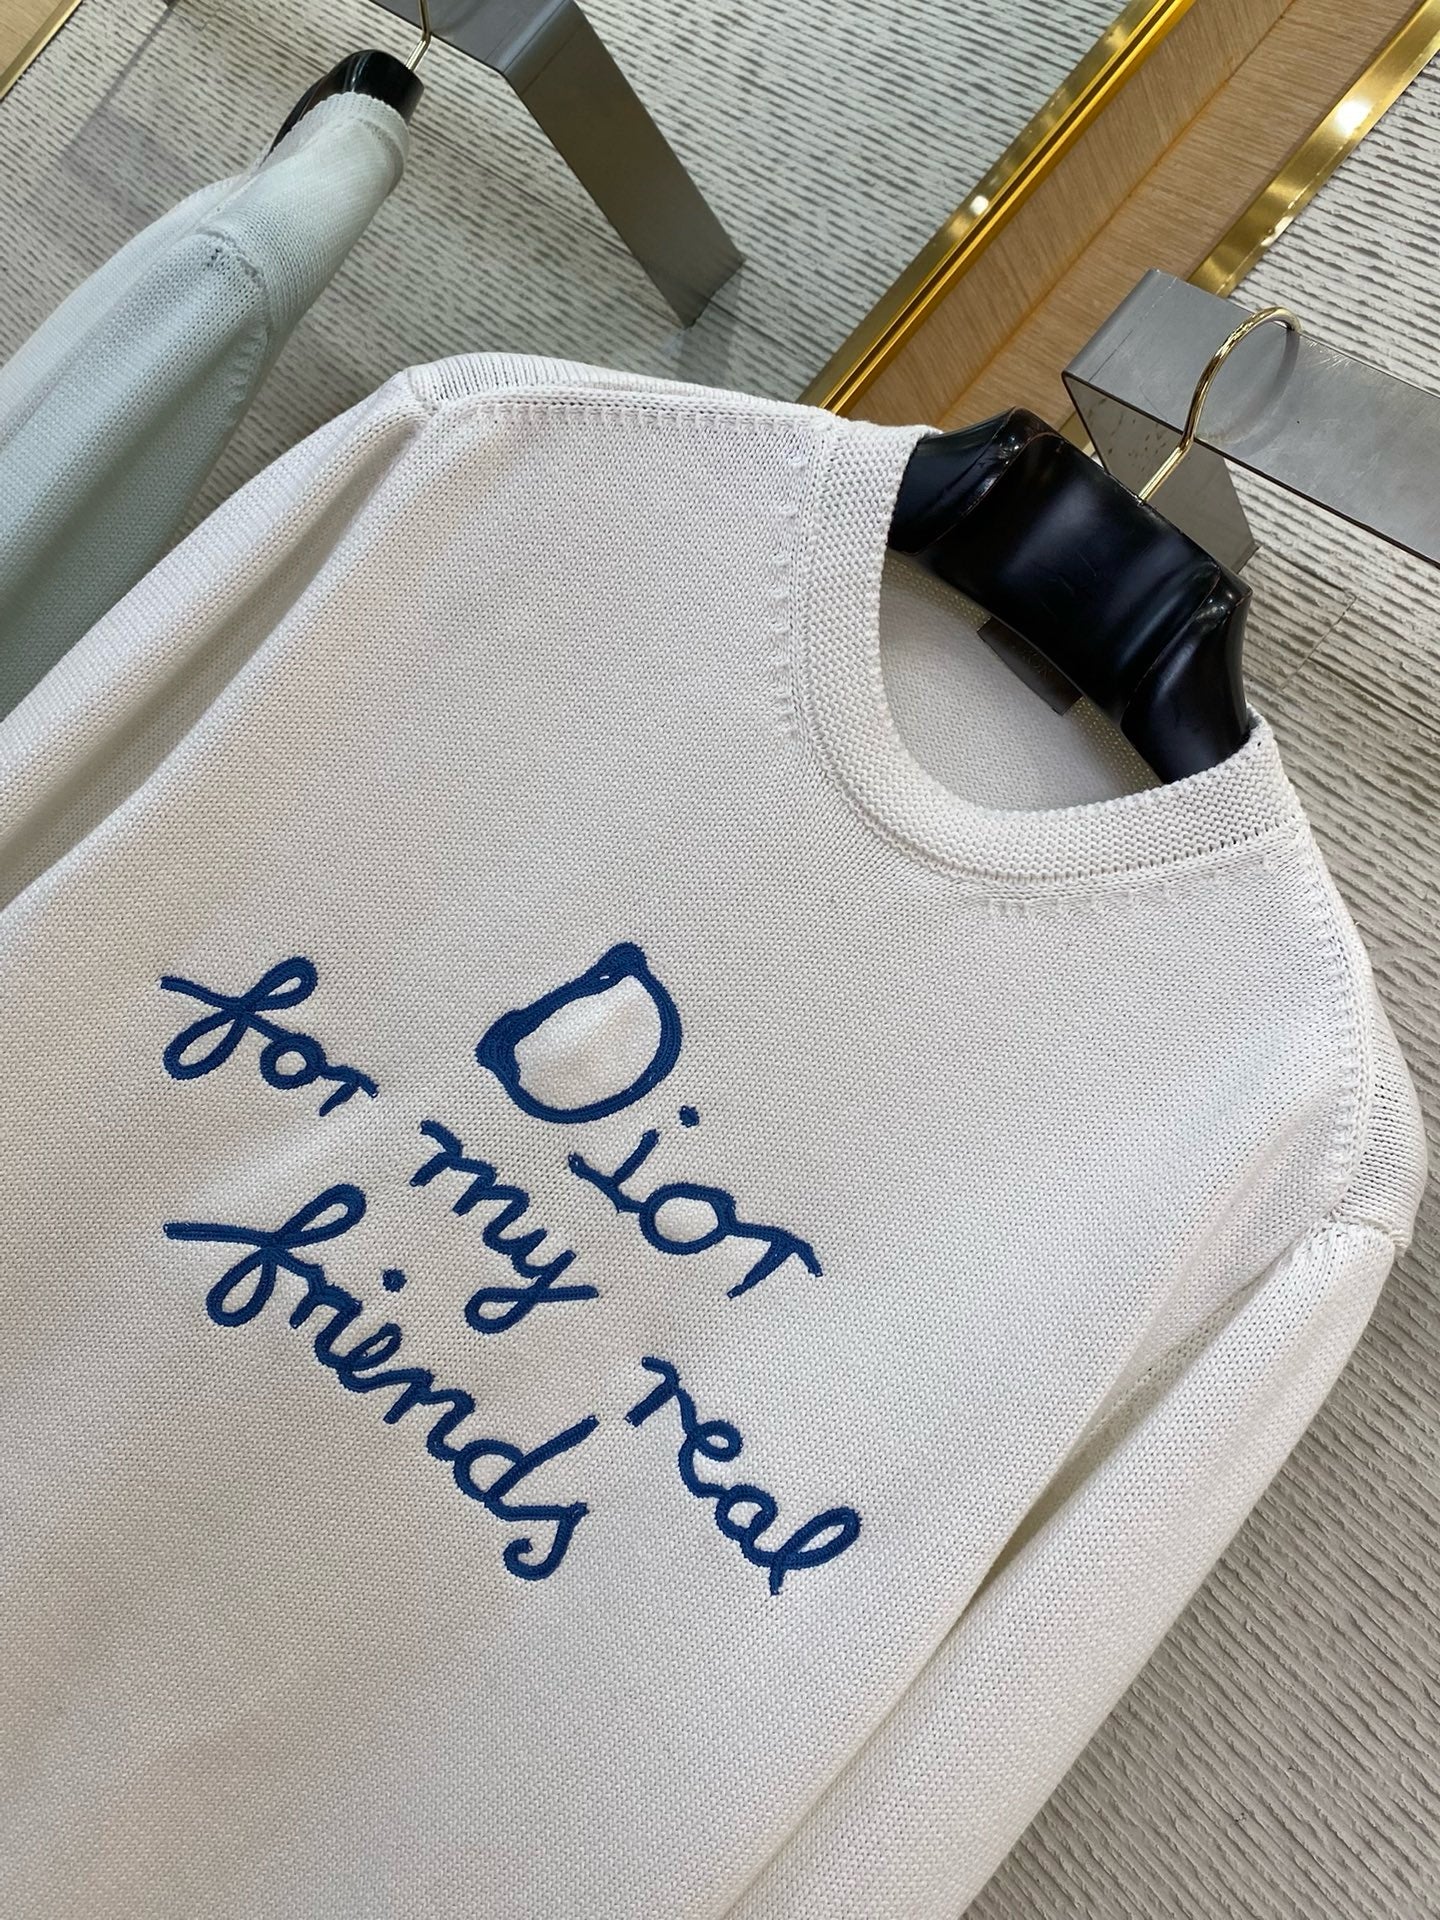 Dior
for my real
friends